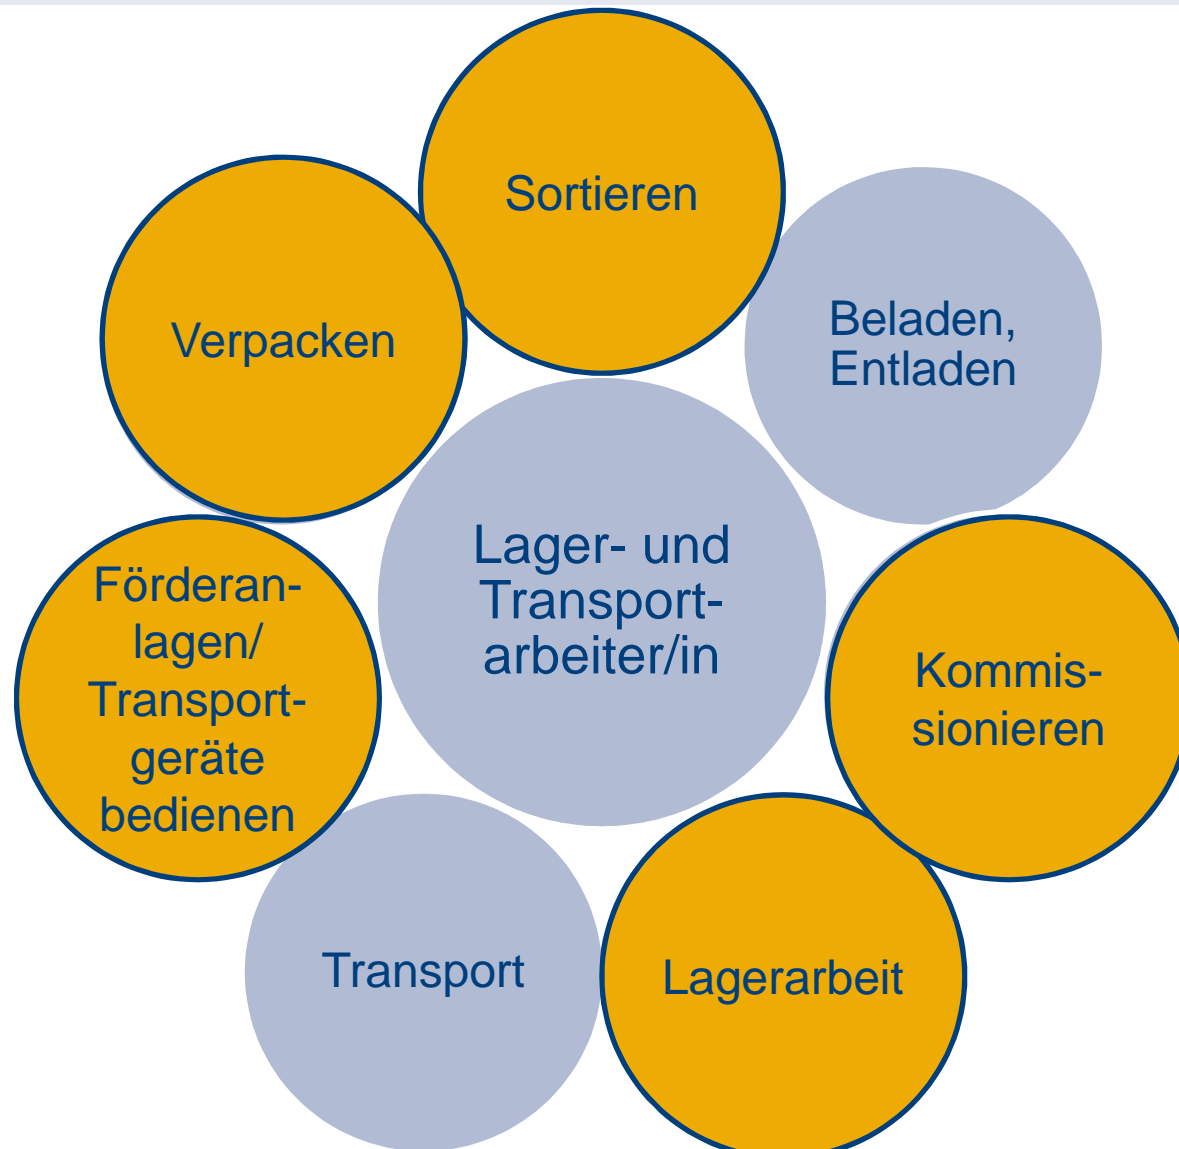 Sortieren
Beladen,
Entladen
Verpacken
Lager- und
Transport-
arbeiter/in
Förderan-
lagen/
Transport-
geräte
bedienen
Kommis-
sionieren
Transport
Lagerarbeit